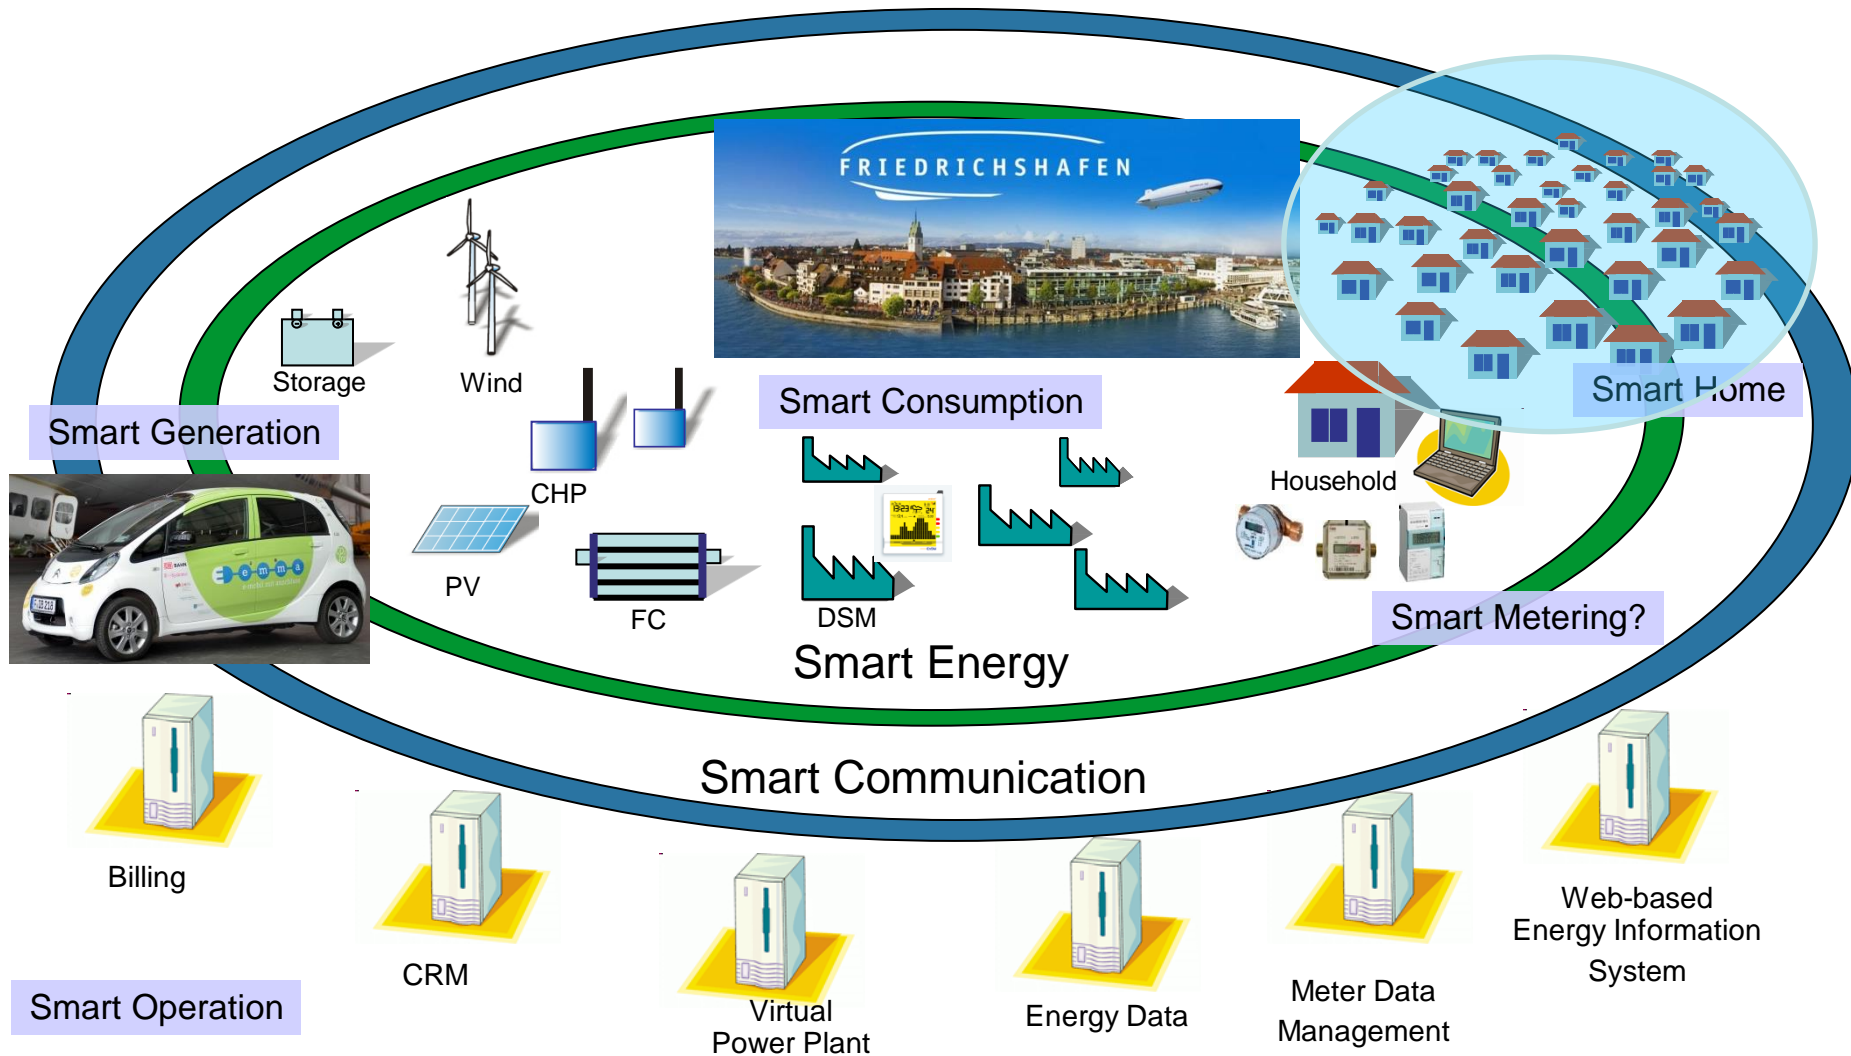 FRIEDRICHSHAFEN
Storage
Wind
Smart Generation
Smart Consumption
Smart Home
CHP
Household
PV
FC
DSM
emma
Smart Metering?
Smart Energy
Smart Communication
Billing
CRM
Virtual
Power Plant
Energy Data
Meter Data
Management
Web-based
Energy Information
System
Smart Operation